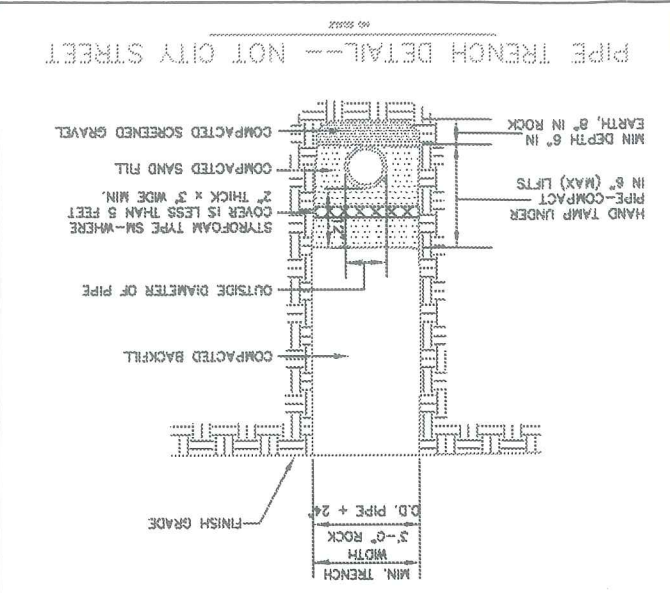 MIN. TRENCH
WIDTH
3'-0" ROCK
O.D. PIPE + 24"
FINISH GRADE
COMPACTED BACKFILL
OUTSIDE DIAMETER OF PIPE
12"
STYROFOAM TYPE SM-WHERE
COVER IS LESS THAN 5 FEET
2" THICK x 3' WIDE MIN.
COMPACTED SAND FILL
COMPACTED SCREENED GRAVEL
HAND TAMP UNDER
PIPE-COMPACT
IN 6" (MAX) LIFTS
MIN DEPTH 6" IN
EARTH, 8" IN ROCK
PIPE TRENCH DETAIL-- NOT CITY STREET
NO SCALE